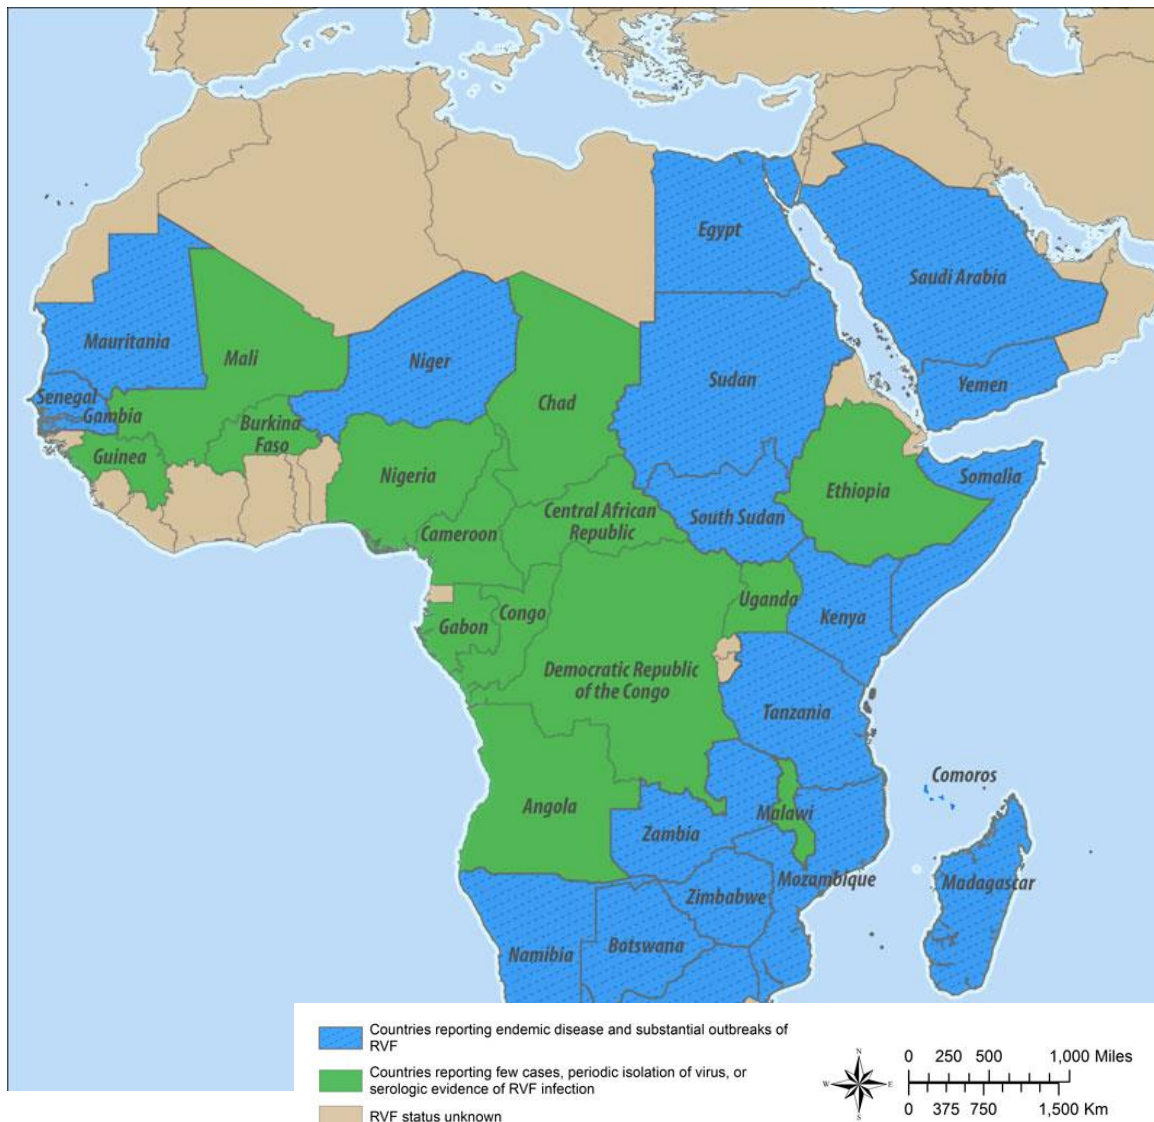 Egypt
Saudi Arabia
Mauritania
Mali
Niger
Sudan
Yemen
Senegal
Gambia
Chad
Burkina
Faso
Guinea
Nigeria
Somalia
Ethiopia
Central African
Republic
South Sudan
Cameroon
Uganda
Congo
Gabon
Kenya
Democratic Republic
of the Congo
Tanzania
Comoros
Angola
Malawi
Zambia
Mozambique
Madagascar
Zimbabwe
Botswana
Namibia
Countries reporting endemic disease and substantial outbreaks of
RVF
Countries reporting few cases, periodic isolation of virus, or
serologic evidence of RVF infection
RVF status unknown
N
W E
S
0 250 500 1,000 Miles
0 375 750 1,500 Km